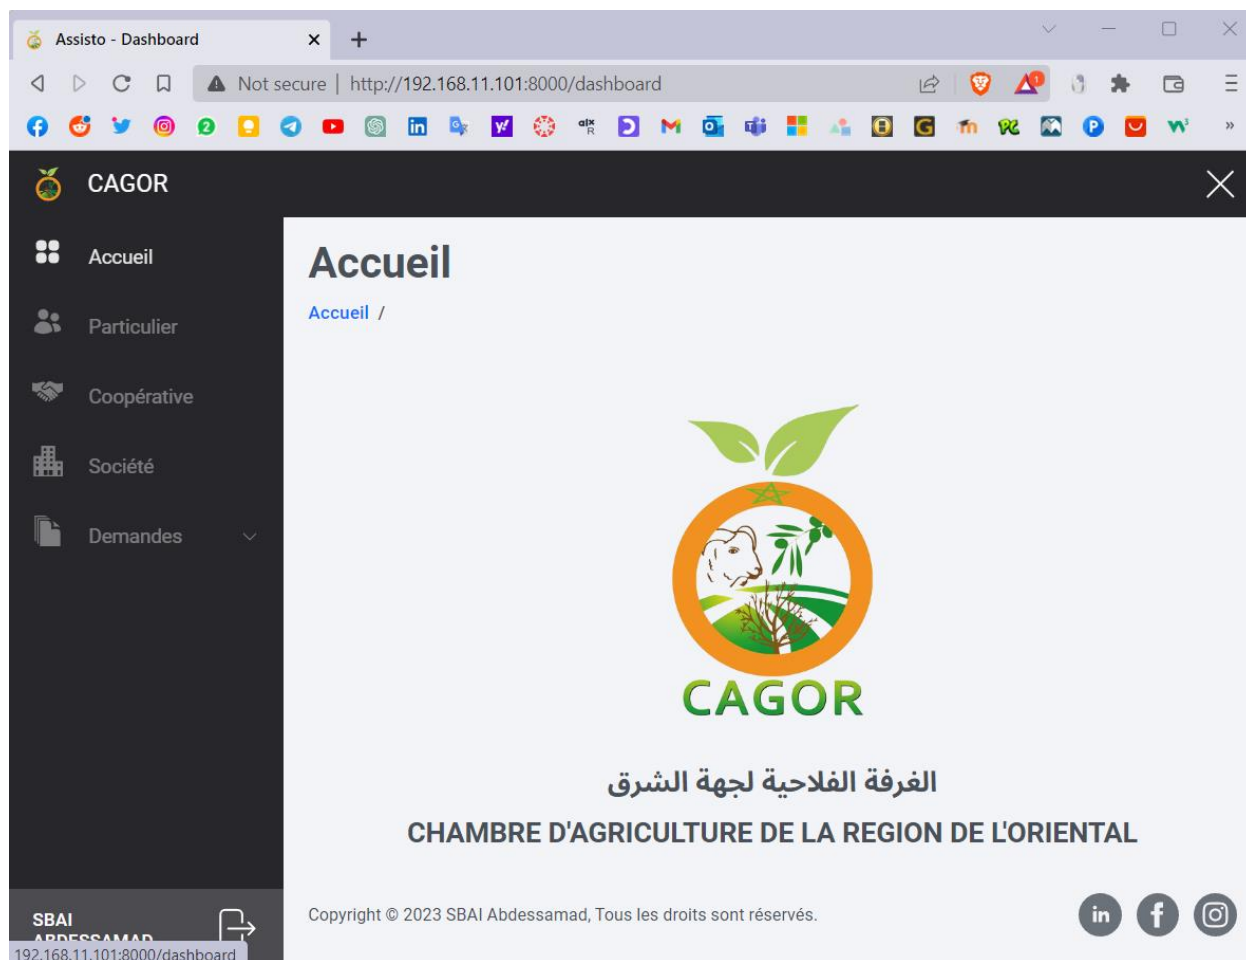 Assisto - Dashboard
Not secure | http://192.168.11.101:8000/dashboard
CAGOR
Accueil
Particulier
Coopérative
Société
Demandes
SBAI
ABDESSAMAD
192.168.11.101:8000/dashboard
Accueil
Accueil /
CAGOR
الغرفة الفلاحية لجهة الشرق
CHAMBRE D'AGRICULTURE DE LA REGION DE L'ORIENTAL
Copyright © 2023 SBAI Abdessamad, Tous les droits sont réservés.